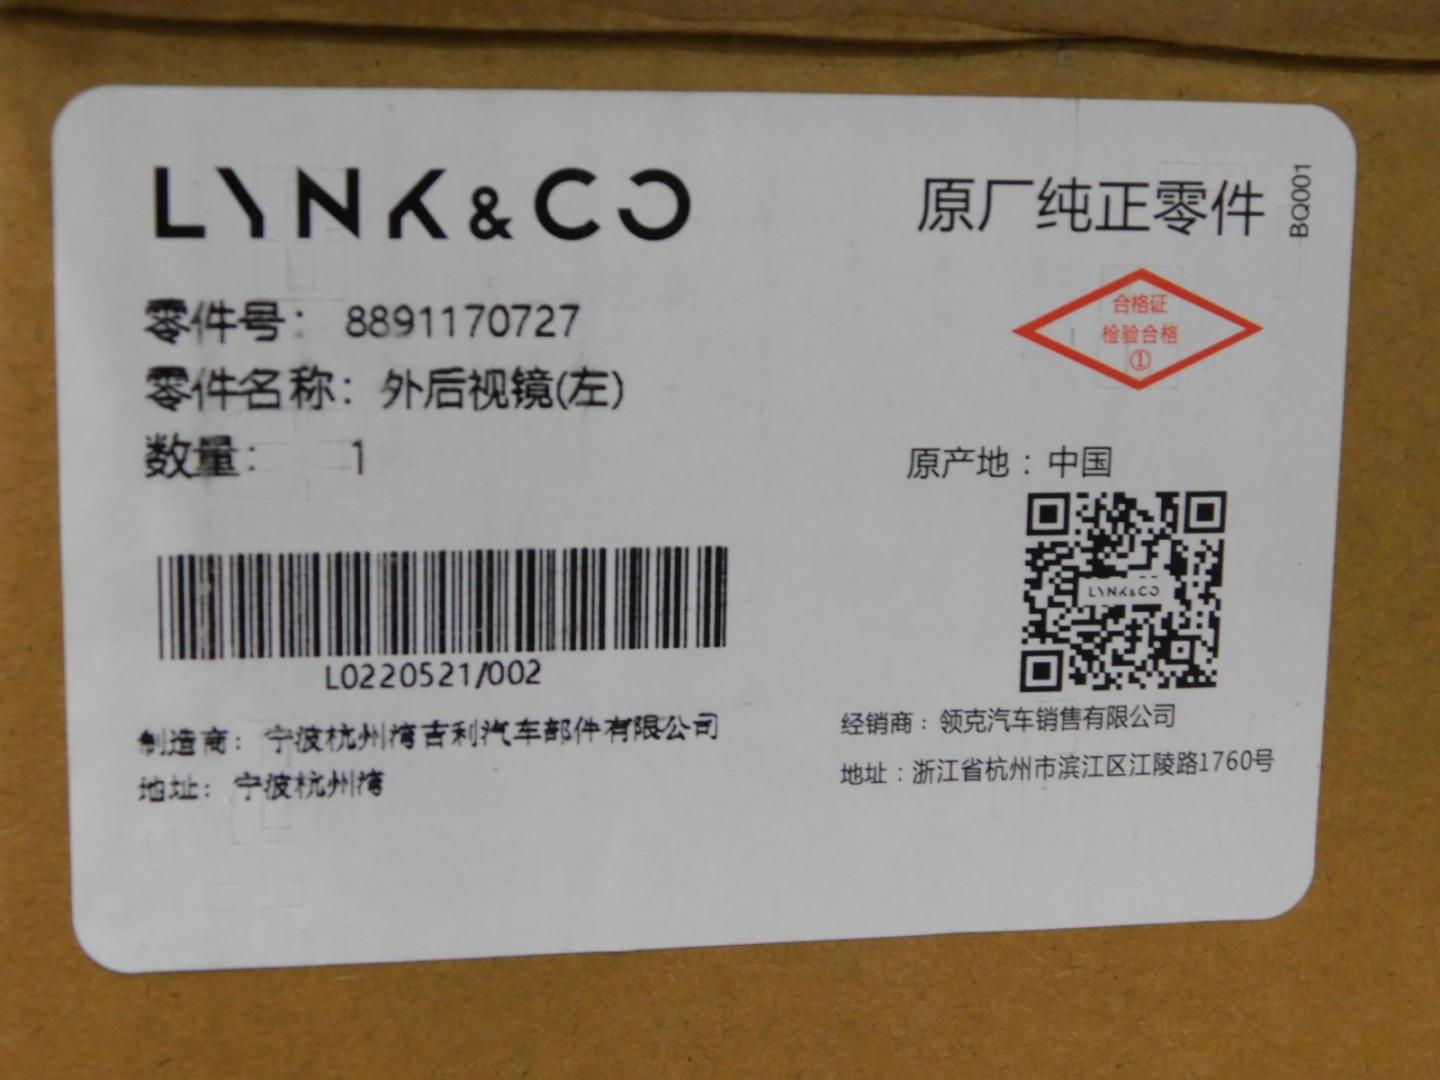 LYNK&CO
原厂纯正零件
BQ001
合格证
检验合格
①
零件号： 8891170727
零件名称：外后视镜(左)
数量： 1
原产地：中国
LYNK&CO
L0220521/002
制造商： 宁波杭州湾吉利汽车部件有限公司
地址： 宁波杭州湾
经销商：领克汽车销售有限公司
地址：浙江省杭州市滨江区江陵路1760号